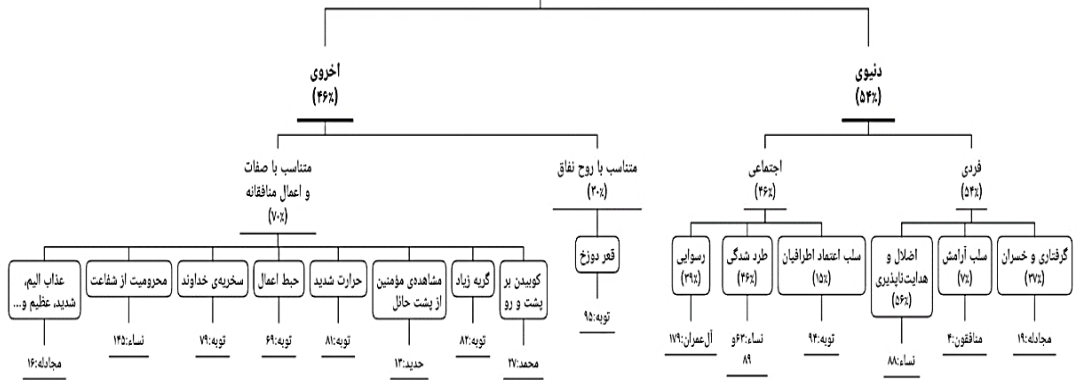 دنیوی
(۵۴٪)
اخروی
(۴۶٪)
فردی
(۵۴٪)
اجتماعی
(۴۶٪)
متناسب با روح نفاق
(۳۰٪)
متناسب با صفات
و اعمال منافقانه
(۷۰٪)
گرفتاری و خسران
(۳۷٪)
سلب آرامش
(۷٪)
اضلال و
هدایت‌ناپذیری
(۵۶٪)
سلب اعتماد اطرافیان
(۱۵٪)
طرد شدگی
(۴۶٪)
رسوایی
(۳۹٪)
قعر دوزخ
کوبیدن بر
پشت و رو
گریه زیاد
مشاهده‌ی مؤمنین
از پشت حائل
حرارت شدید
حبط اعمال
سخریه‌ی خداوند
محرومیت از شفاعت
عذاب الیم،
شدید، عظیم و...
مجادله:۱۹
منافقون:۴
نساء:۸۸
توبه:۹۴
نساء:۶۳و
۸۹
آل‌عمران:۱۷۹
توبه:۹۵
محمد:۲۷
توبه:۸۲
حدید:۱۳
توبه:۸۱
توبه:۶۹
توبه:۷۹
نساء:۱۴۵
مجادله:۱۶